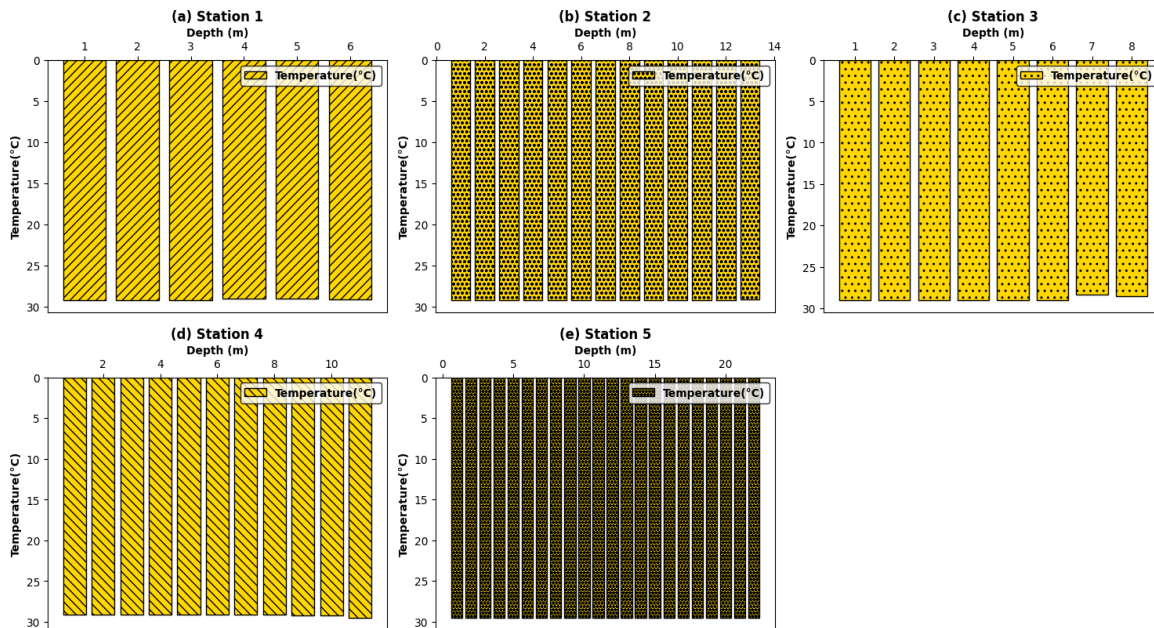 (a) Station 1
Depth (m)
1 2 3 4 5 6
Temperature(°C)
0
5
10
15
20
25
30
Temperature(°C)
(b) Station 2
Depth (m)
0 2 4 6 8 10 12 14
Temperature(°C)
0
5
10
15
20
25
30
Temperature(°C)
(c) Station 3
Depth (m)
1 2 3 4 5 6 7 8
Temperature(°C)
0
5
10
15
20
25
30
Temperature(°C)
(d) Station 4
Depth (m)
2 4 6 8 10
Temperature(°C)
0
5
10
15
20
25
30
Temperature(°C)
(e) Station 5
Depth (m)
0 5 10 15 20
Temperature(°C)
0
5
10
15
20
25
30
Temperature(°C)